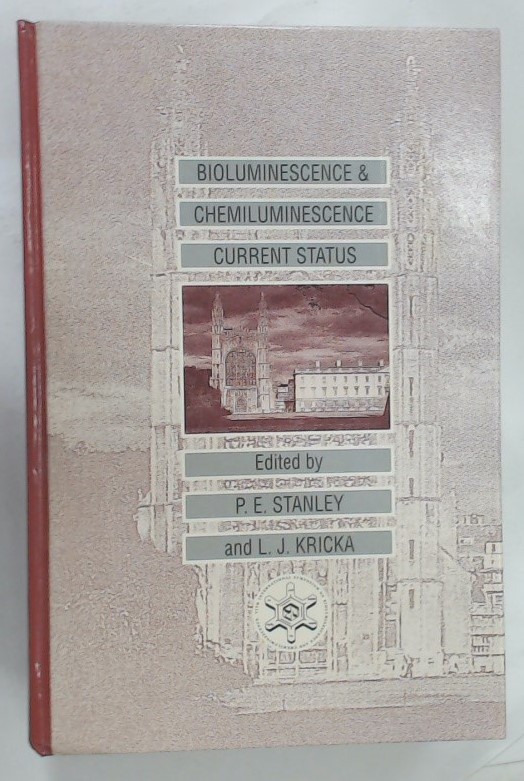 BIOLUMINESCENCE &
CHEMILUMINESCENCE
CURRENT STATUS
Edited by
P. E. STANLEY
and L. J. KRICKA